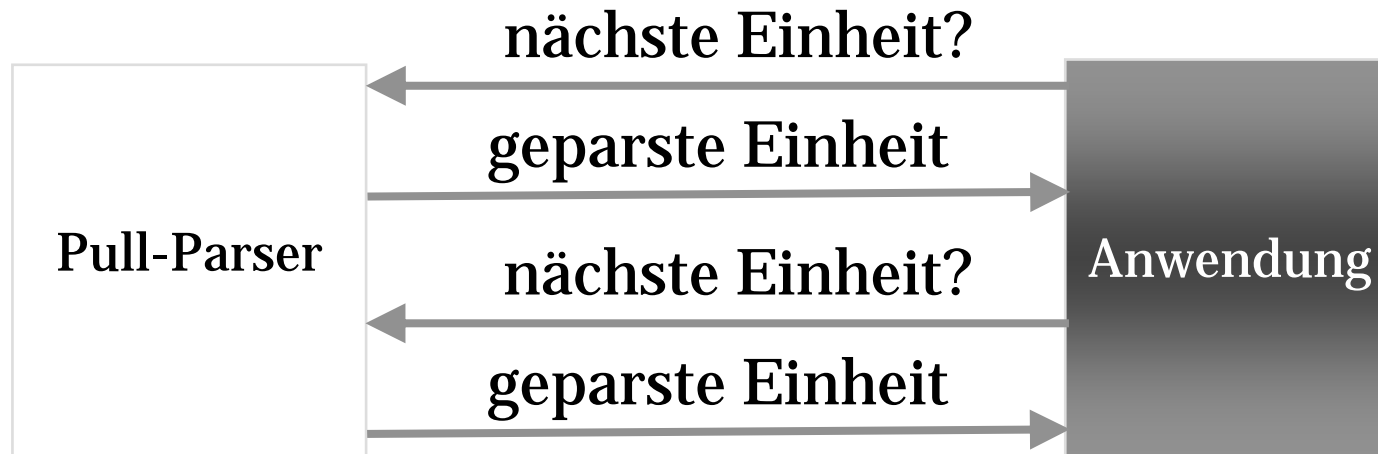 nächste Einheit?
geparste Einheit
Pull-Parser
Anwendung
nächste Einheit?
geparste Einheit